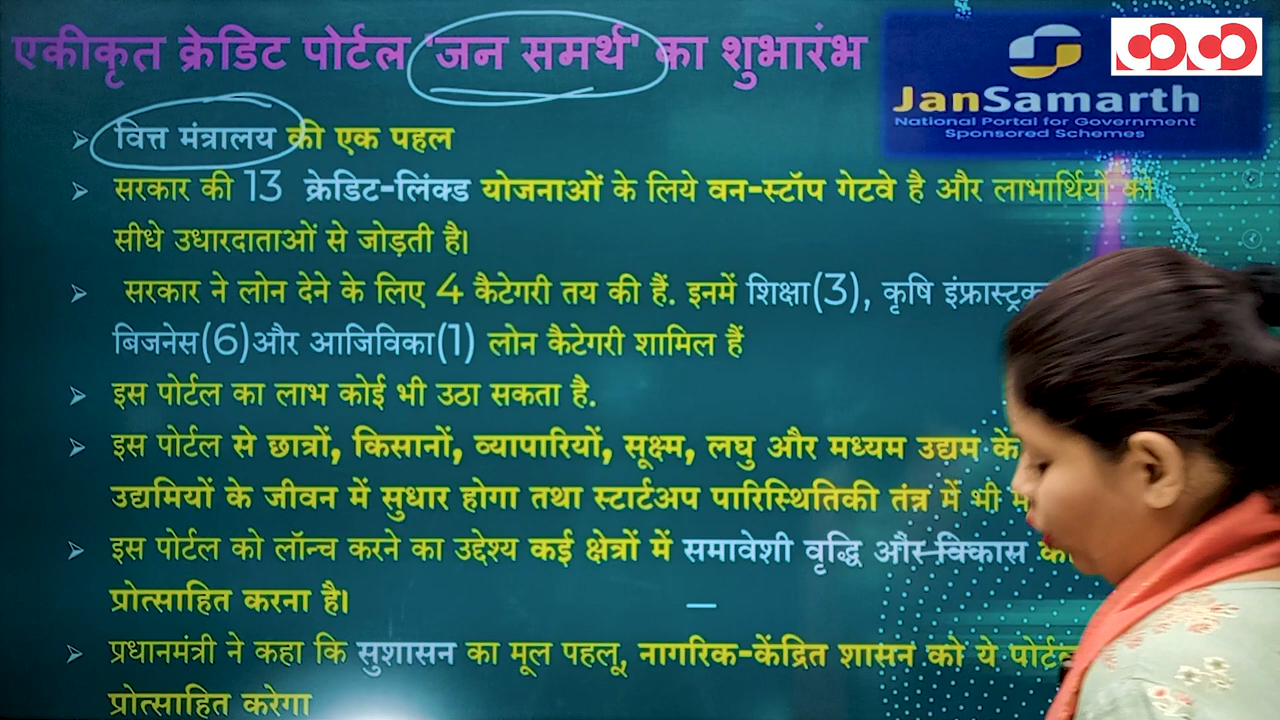 एकीकृत क्रेडिट पोर्टल 'जन समर्थ' का शुभारंभ
JanSamarth
National Portal for Government
Sponsored Schemes
➢ वित्त मंत्रालय की एक पहल
➢ सरकार की 13 क्रेडिट-लिंक्ड योजनाओं के लिये वन-स्टॉप गेटवे है और लाभार्थियों को
सीधे उधारदाताओं से जोड़ती है।
➢ सरकार ने लोन देने के लिए 4 कैटेगरी तय की हैं. इनमें शिक्षा(3), कृषि
बिजनेस(6)और आजिविका(1) लोन कैटेगरी शामिल हैं
➢ इस पोर्टल का लाभ कोई भी उठा सकता है.
➢ इस पोर्टल से छात्रों, किसानों, व्यापारियों, सूक्ष्म, लघु और मध्यम उद्यम के
उद्यमियों के जीवन में सुधार होगा तथा स्टार्टअप पारिस्थितिकी तंत्र में भी
➢ इस पोर्टल को लॉन्च करने का उद्देश्य कई क्षेत्रों में समावेशी वृद्धि और विकास
प्रोत्साहित करना है।
➢ प्रधानमंत्री ने कहा कि सुशासन का मूल पहलू, नागरिक-केंद्रित शासन को ये पोर्टल
प्रोत्साहित करेगा